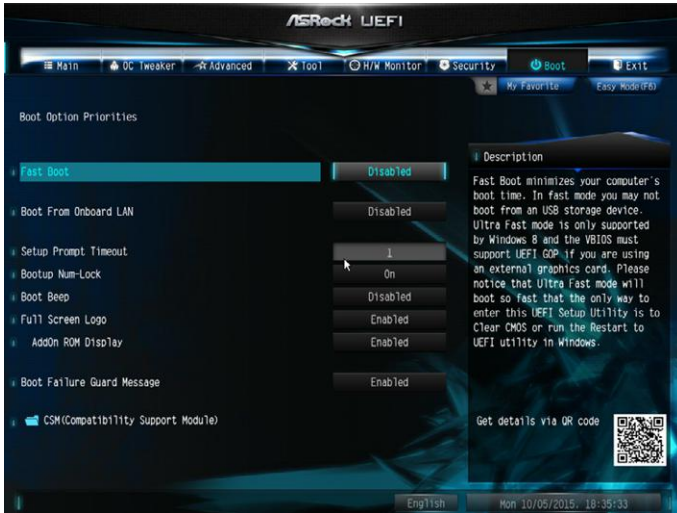 ASRock UEFI
Main
OC Tweaker
Advanced
Tool
H/W Monitor
Security
Boot
Exit
My Favorite
Easy Mode(F6)
Boot Option Priorities
Fast Boot Disabled
Boot From Onboard LAN Disabled
Setup Prompt Timeout 1
Bootup Num-Lock On
Boot Beep Disabled
Full Screen Logo Enabled
AddOn ROM Display Enabled
Boot Failure Guard Message Enabled
CSM(Compatibility Support Module)
Description
Fast Boot minimizes your computer's
boot time. In fast mode you may not
boot from an USB storage device.
Ultra Fast mode is only supported
by Windows 8 and the VBIOS must
support UEFI GOP if you are using
an external graphics card. Please
notice that Ultra Fast mode will
boot so fast that the only way to
enter this UEFI Setup Utility is to
Clear CMOS or run the Restart to
UEFI utility in Windows.
Get details via QR code
English
Mon 10/05/2015, 18:35:33